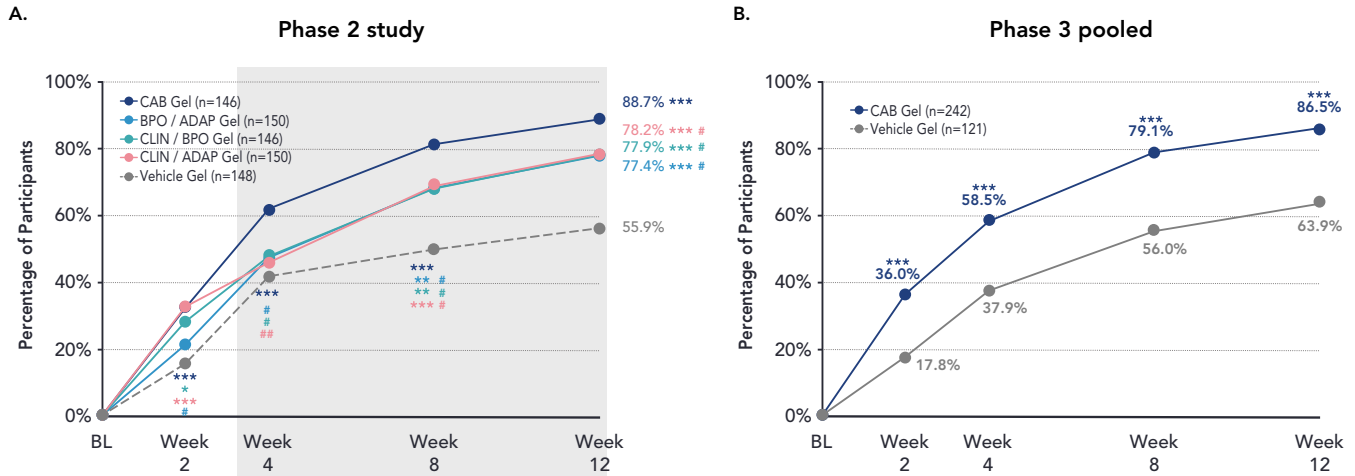 A.
Phase 2 study
Percentage of Participants
100%
80%
60%
40%
20%
0%
CAB Gel (n=146)
BPO / ADAP Gel (n=150)
CLIN / BPO Gel (n=146)
CLIN / ADAP Gel (n=150)
Vehicle Gel (n=148)
88.7% ***
78.2% *** #
77.9% *** #
77.4% *** #
55.9%
***
*
***
#
***
#
#
##
***
** #
** #
*** #
BL
Week 2
Week 4
Week 8
Week 12
B.
Phase 3 pooled
Percentage of Participants
100%
80%
60%
40%
20%
0%
CAB Gel (n=242)
Vehicle Gel (n=121)
***
36.0%
***
58.5%
***
79.1%
***
86.5%
17.8%
37.9%
56.0%
63.9%
BL
Week 2
Week 4
Week 8
Week 12